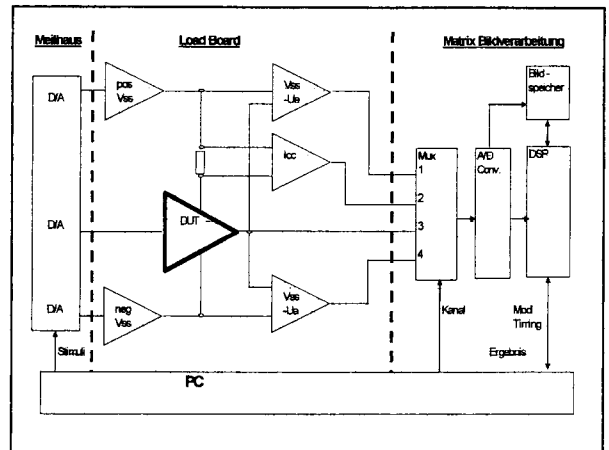 Meilhaus
Load Board
Matrix Bildverarbeitung
D/A
pos
Vss
Vss
-Ua
Bild-
speicher
Icc
Mux
A/D
Conv.
DSP
1
2
D/A
DUT
3
4
D/A
neg
Vss
Vss
-Ua
Stimuli
Kanal
Mod
Timing
Ergebnis
PC